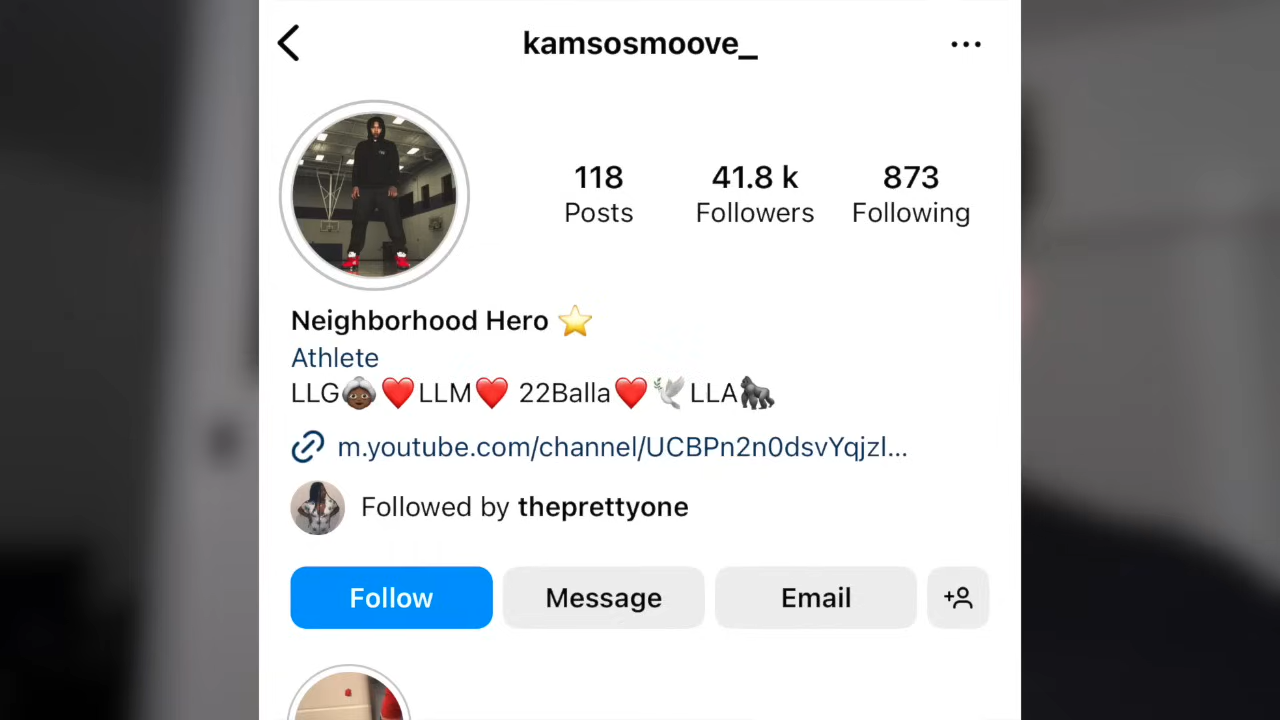 kamsosmoove_
118 41.8 k 873
Posts Followers Following
Neighborhood Hero ⭐
Athlete
LLG👵🏾❤️LLM❤️ 22Balla❤️🕊️LLA🦍
m.youtube.com/channel/UCBPn2n0dsvYqjzl...
Followed by theprettyone
Follow Message Email